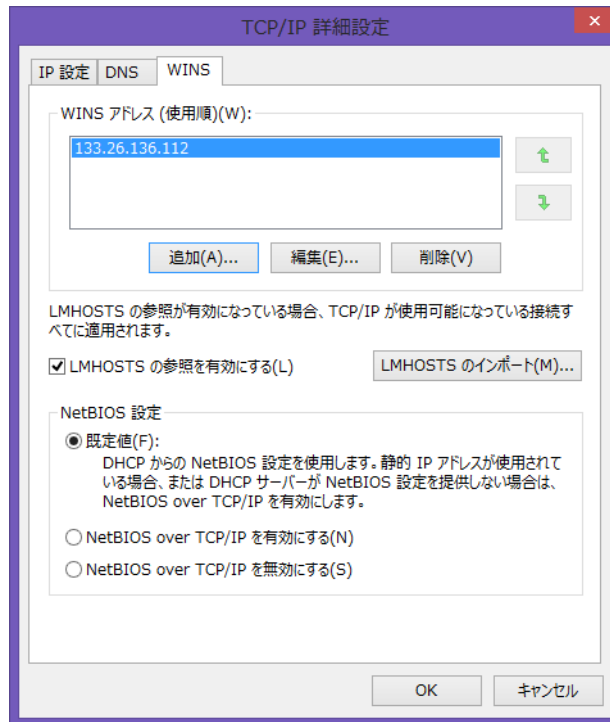 TCP/IP 詳細設定
IP 設定 DNS WINS
WINS アドレス (使用順)(W):
133.26.136.112
追加(A)... 編集(E)... 削除(V)
LMHOSTS の参照が有効になっている場合、TCP/IP が使用可能になっている接続す
べてに適用されます。
LMHOSTS の参照を有効にする(L) LMHOSTS のインポート(M)...
NetBIOS 設定
既定値(F):
DHCP からの NetBIOS 設定を使用します。静的 IP アドレスが使用されて
いる場合、または DHCP サーバーが NetBIOS 設定を提供しない場合は、
NetBIOS over TCP/IP を有効にします。
NetBIOS over TCP/IP を有効にする(N)
NetBIOS over TCP/IP を無効にする(S)
OK キャンセル